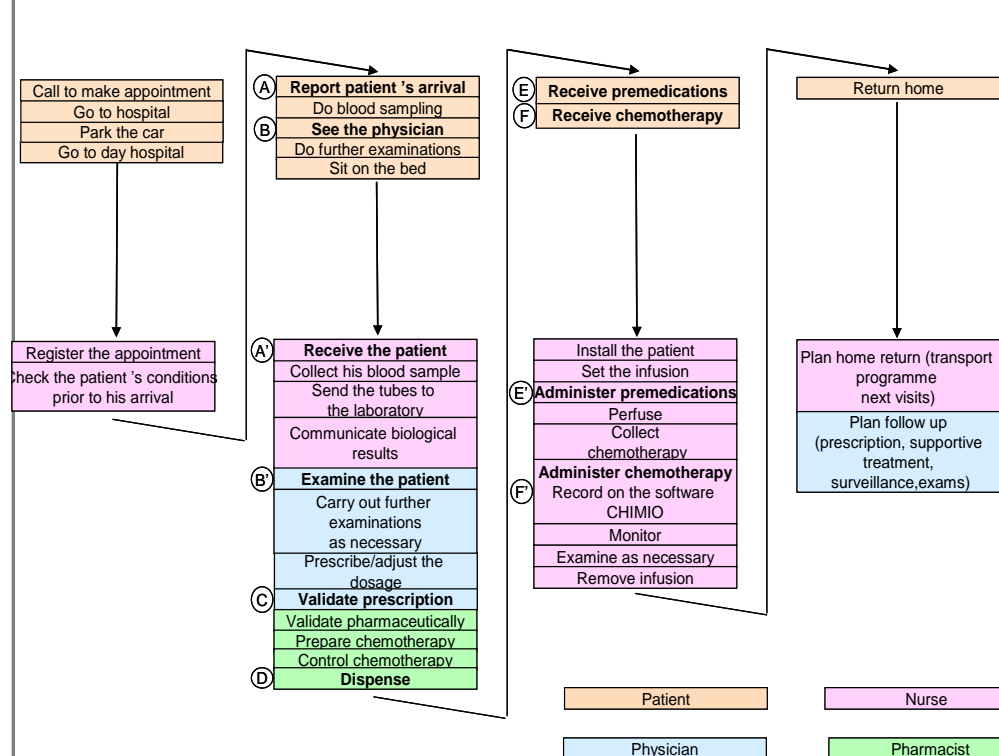 Call to make appointment
Go to hospital
Park the car
Go to day hospital
Register the appointment
Check the patient 's conditions
prior to his arrival
A
Report patient 's arrival
Do blood sampling
B
See the physician
Do further examinations
Sit on the bed
A'
Receive the patient
Collect his blood sample
Send the tubes to
the laboratory
Communicate biological
results
B'
Examine the patient
Carry out further
examinations
as necessary
Prescribe/adjust the
dosage
C
Validate prescription
Validate pharmaceutically
Prepare chemotherapy
Control chemotherapy
D
Dispense
E
Receive premedications
F
Receive chemotherapy
Install the patient
Set the infusion
E'
Administer premedications
Perfuse
Collect
chemotherapy
Administer chemotherapy
F'
Record on the software
CHIMIO
Monitor
Examine as necessary
Remove infusion
Return home
Plan home return (transport
programme
next visits)
Plan follow up
(prescription, supportive
treatment,
surveillance,exams)
Patient
Nurse
Physician
Pharmacist